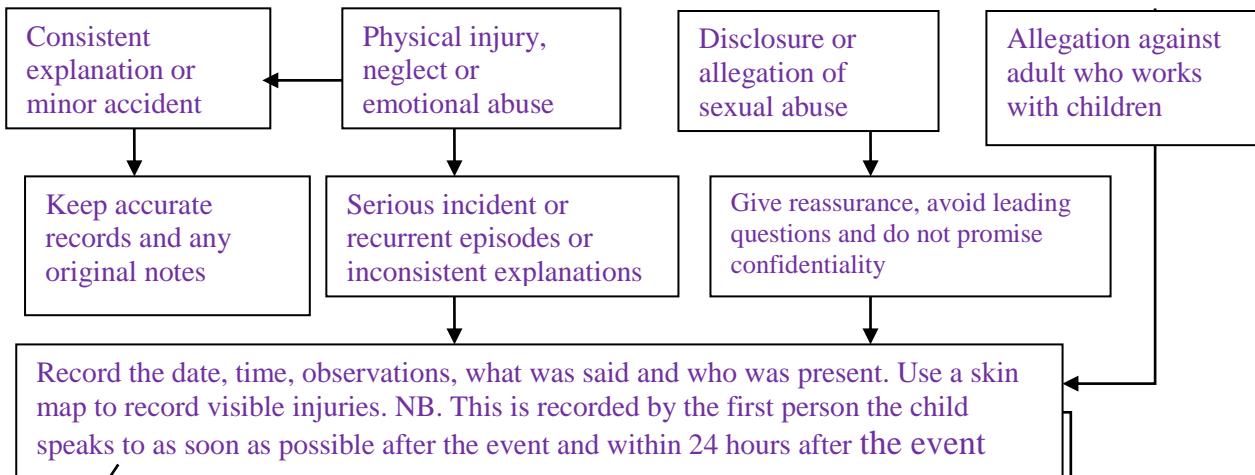 Consistent
explanation or
minor accident
Physical injury,
neglect or
emotional abuse
Disclosure or
allegation of
sexual abuse
Allegation against
adult who works
with children
Keep accurate
records and any
original notes
Serious incident or
recurrent episodes or
inconsistent explanations
Give reassurance, avoid leading
questions and do not promise
confidentiality
Record the date, time, observations, what was said and who was present. Use a skin
map to record visible injuries. NB. This is recorded by the first person the child
speaks to as soon as possible after the event and within 24 hours after the event